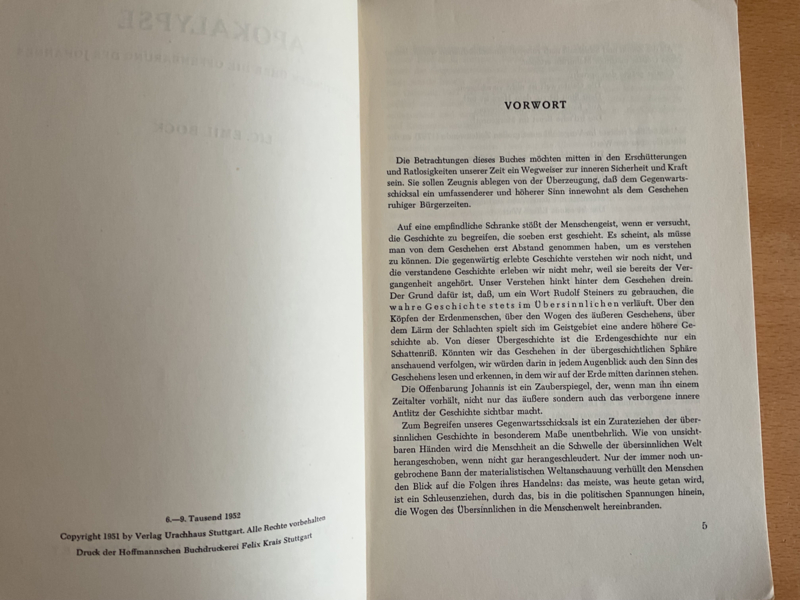 6.—9. Tausend 1952
Copyright 1951 by Verlag Urachhaus Stuttgart. Alle Rechte vorbehalten
Druck der Hoffmannschen Buchdruckerei Felix Krais Stuttgart
VORWORT
Die Betrachtungen dieses Buches möchten mitten in den Erschütterungen
und Ratlosigkeiten unserer Zeit ein Wegweiser zur inneren Sicherheit und Kraft
sein. Sie sollen Zeugnis ablegen von der Überzeugung, daß dem Gegenwarts-
schicksal ein umfassenderer und höherer Sinn innewohnt als dem Geschehen
ruhiger Bürgerzeiten.
Auf eine empfindliche Schranke stößt der Menschengeist, wenn er versucht,
die Geschichte zu begreifen, die soeben erst geschieht. Es scheint, als müsse
man von dem Geschehen erst Abstand genommen haben, um es verstehen
zu können. Die gegenwärtig erlebte Geschichte verstehen wir noch nicht, und
die verstandene Geschichte erleben wir nicht mehr, weil sie bereits der Ver-
gangenheit angehört. Unser Verstehen hinkt hinter dem Geschehen drein.
Der Grund dafür ist, daß, um ein Wort Rudolf Steiners zu gebrauchen, die
wahre Geschichte stets im Übersinnlichen verläuft. Über den
Köpfen der Erdenmenschen, über den Wogen des äußeren Geschehens, über
dem Lärm der Schlachten spielt sich im Geistgebiet eine andere höhere Ge-
schichte ab. Von dieser Übergeschichte ist die Erdengeschichte nur ein
Schattenriß. Könnten wir das Geschehen in der übergeschichtlichen Sphäre
anschauend verfolgen, wir würden darin in jedem Augenblick auch den Sinn des
Geschehens lesen und erkennen, in dem wir auf der Erde mitten darinnen stehen.
Die Offenbarung Johannis ist ein Zauberspiegel, der, wenn man ihn einem
Zeitalter vorhält, nicht nur das äußere sondern auch das verborgene innere
Antlitz der Geschichte sichtbar macht.
Zum Begreifen unseres Gegenwartsschicksals ist ein Zurateziehen der über-
sinnlichen Geschichte in besonderem Maße unentbehrlich. Wie von unsicht-
baren Händen wird die Menschheit an die Schwelle der übersinnlichen Welt
herangeschoben, wenn nicht gar herangeschleudert. Nur der immer noch un-
gebrochene Bann der materialistischen Weltanschauung verhüllt den Menschen
den Blick auf die Folgen ihres Handelns: das meiste, was heute getan wird,
ist ein Schleusenziehen, durch das, bis in die politischen Spannungen hinein,
die Wogen des Übersinnlichen in die Menschenwelt hereinbranden.
5